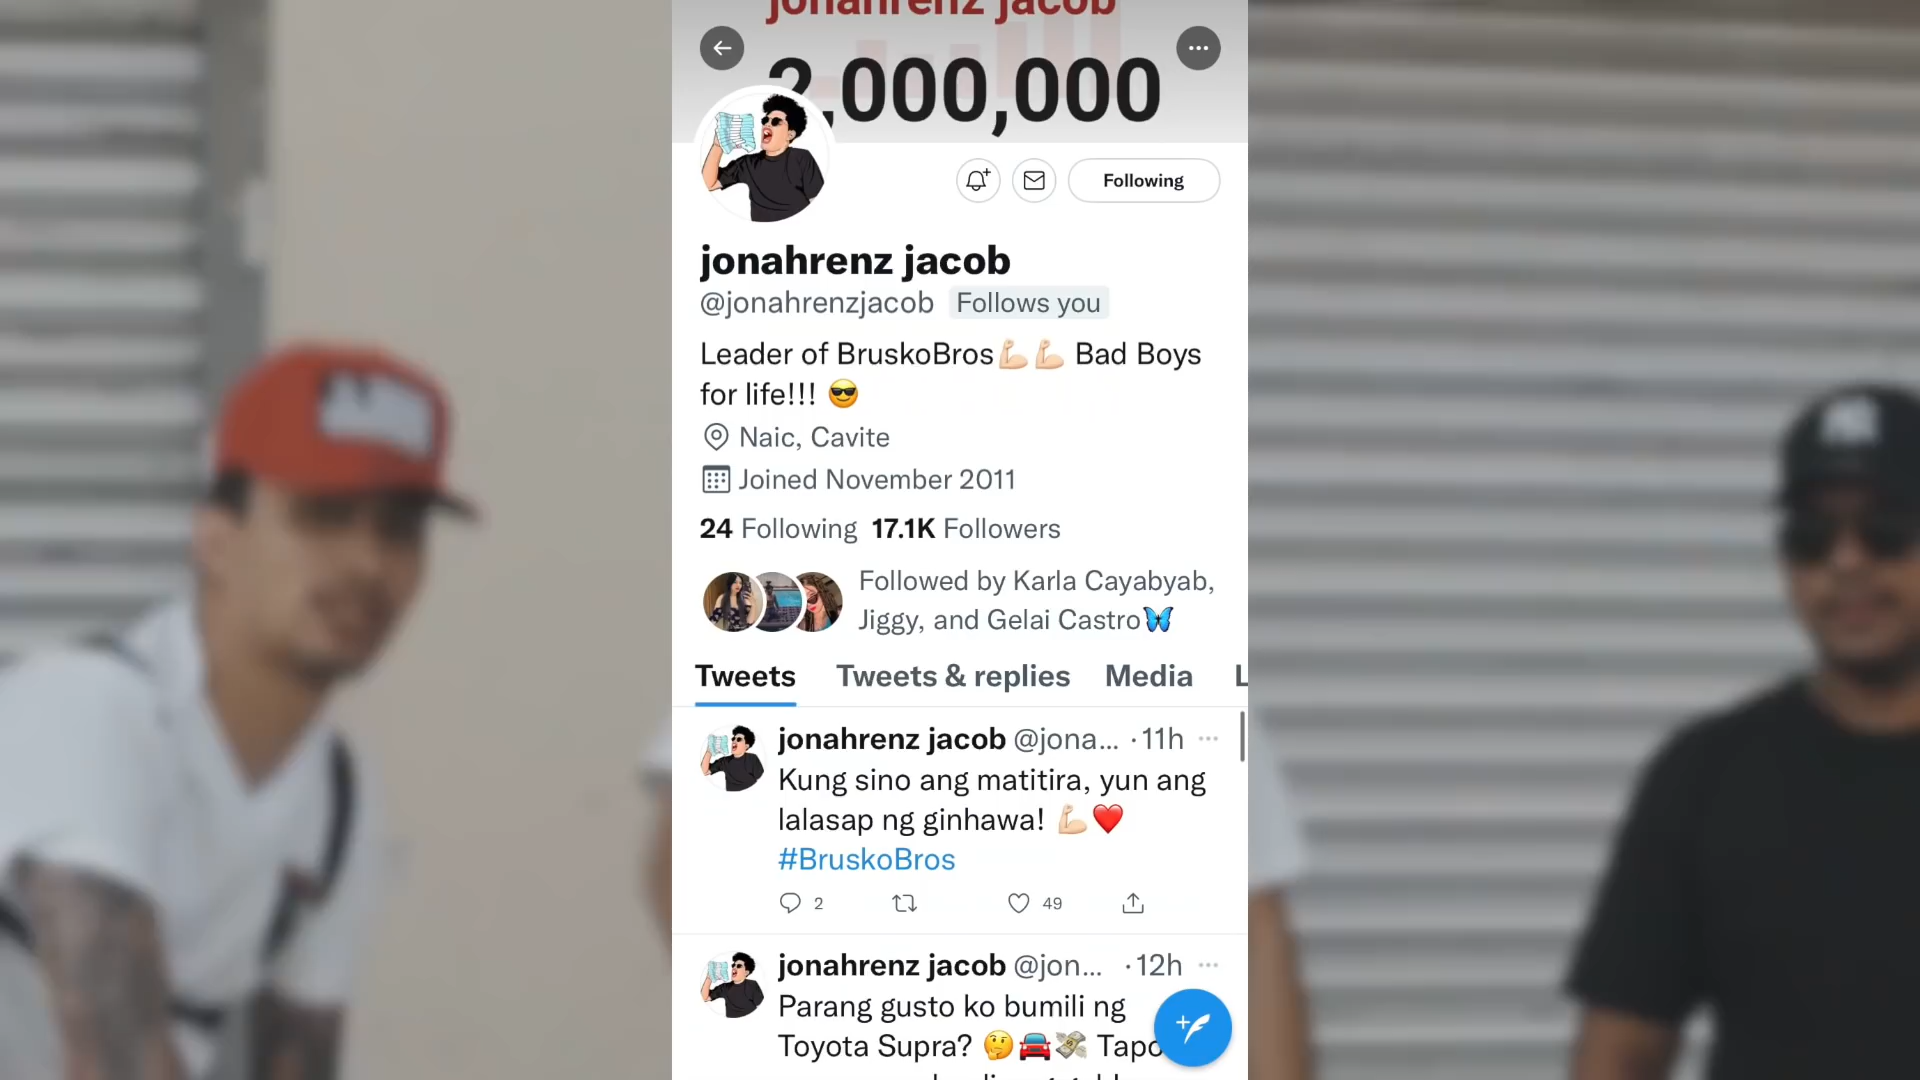 jonahrenz jacob
2,000,000
Following
jonahrenz jacob
@jonahrenzjacob Follows you
Leader of BruskoBros💪🏻💪🏻 Bad Boys
for life!!! 😎
Naic, Cavite
Joined November 2011
24 Following 17.1K Followers
Followed by Karla Cayabyab,
Jiggy, and Gelai Castro🦋
Tweets Tweets & replies Media L
jonahrenz jacob @jona... · 11h
Kung sino ang matitira, yun ang
lalasap ng ginhawa! 💪🏻❤️
#BruskoBros
2 49
jonahrenz jacob @jon... · 12h
Parang gusto ko bumili ng
Toyota Supra? 🤔🚘💸 Tapo